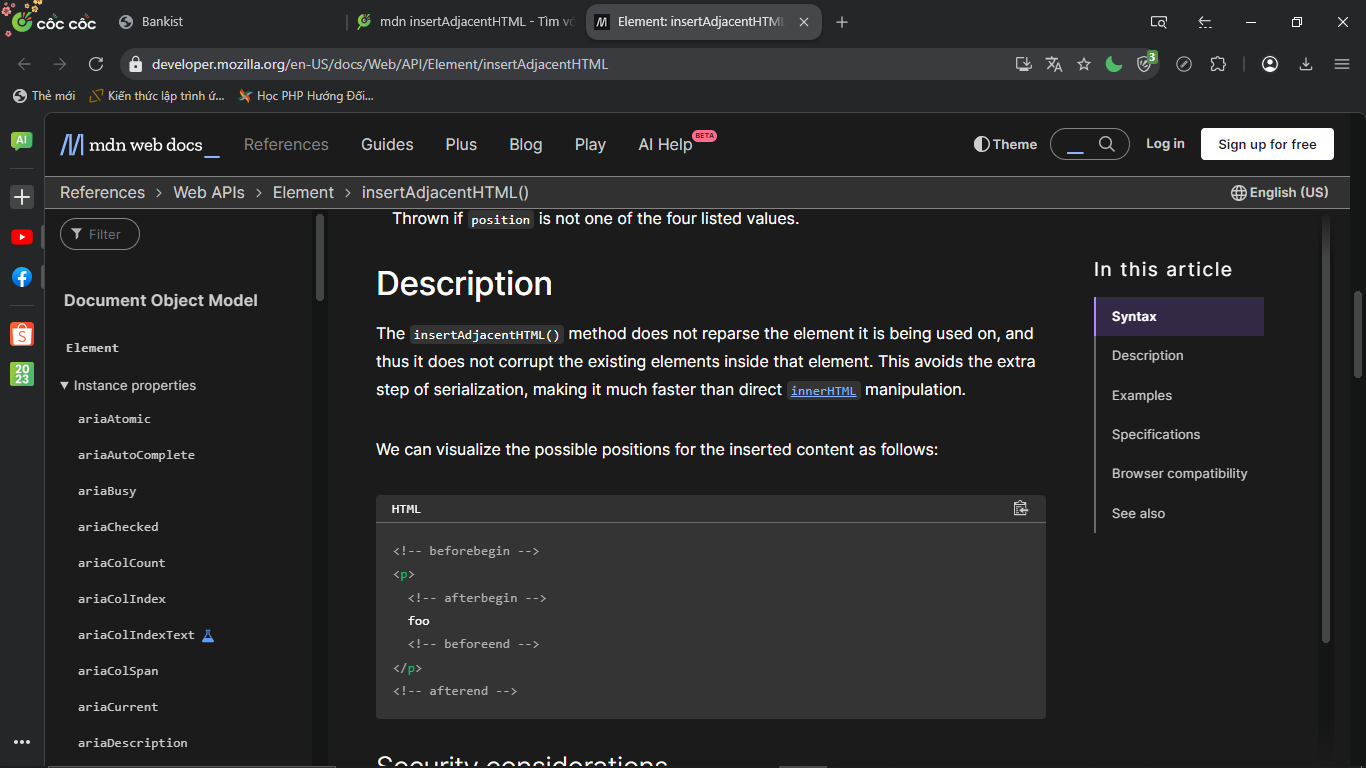 cốc cốc
Bankist
mdn insertAdjacentHTML - Tìm vớ
Element: insertAdjacentHTM
developer.mozilla.org/en-US/docs/Web/API/Element/insertAdjacentHTML
3
Thẻ mới
Kiến thức lập trình ứ...
Học PHP Hướng Đối...
AI
mdn web docs
References
Guides
Plus
Blog
Play
AI Help BETA
Theme
Log in
Sign up for free
References > Web APIs > Element > insertAdjacentHTML()
English (US)
Filter
Document Object Model
Element
Instance properties
ariaAtomic
ariaAutoComplete
ariaBusy
ariaChecked
ariaColCount
ariaColIndex
ariaColIndexText
ariaColSpan
ariaCurrent
ariaDescription
20
23
Thrown if position is not one of the four listed values.
Description
The insertAdjacentHTML() method does not reparse the element it is being used on, and
thus it does not corrupt the existing elements inside that element. This avoids the extra
step of serialization, making it much faster than direct innerHTML manipulation.
We can visualize the possible positions for the inserted content as follows:
HTML
<!-- beforebegin -->
<p>
<!-- afterbegin -->
foo
<!-- beforeend -->
</p>
<!-- afterend -->
Security considerations
In this article
Syntax
Description
Examples
Specifications
Browser compatibility
See also